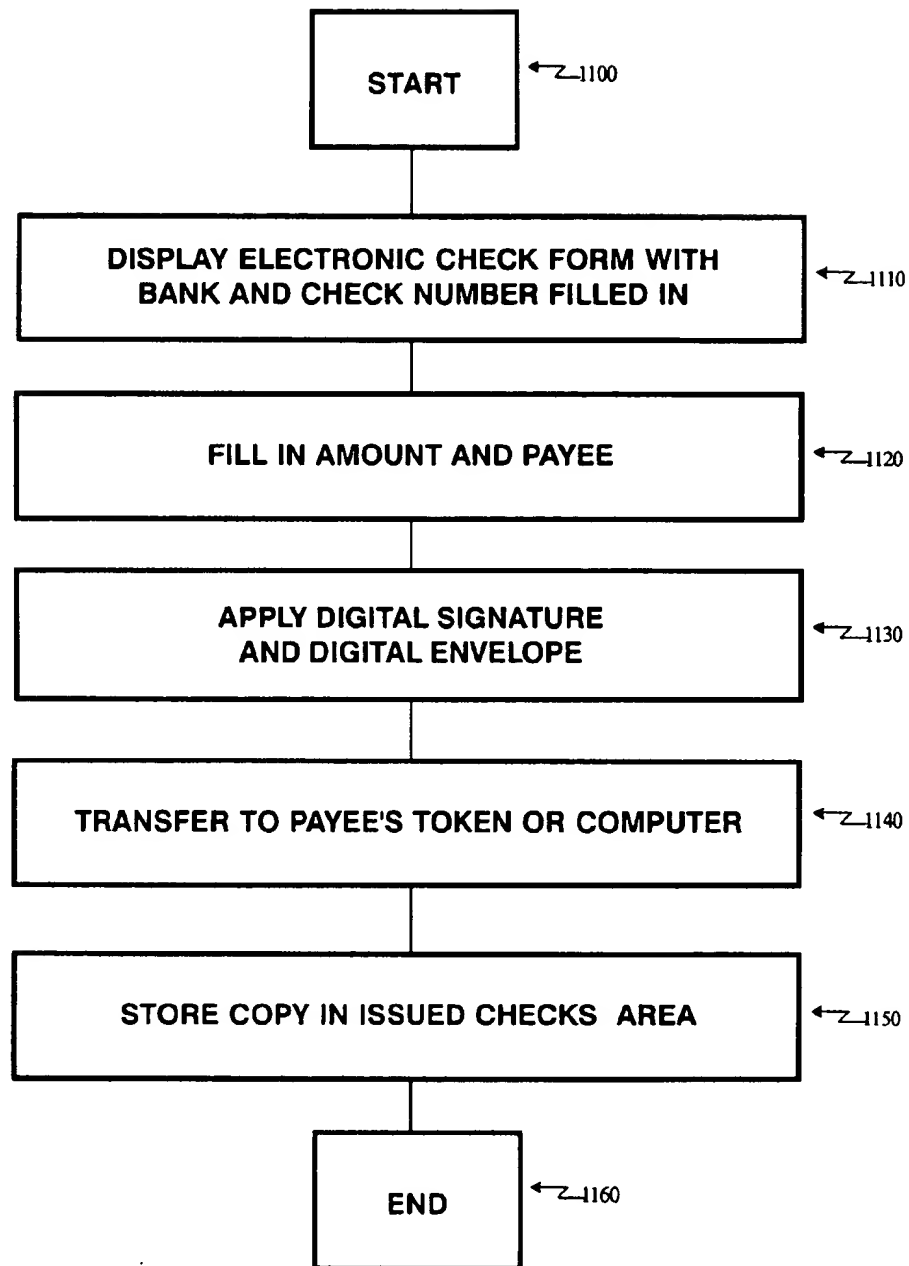 START
1100
DISPLAY ELECTRONIC CHECK FORM WITH
BANK AND CHECK NUMBER FILLED IN
1110
FILL IN AMOUNT AND PAYEE
1120
APPLY DIGITAL SIGNATURE
AND DIGITAL ENVELOPE
1130
TRANSFER TO PAYEE'S TOKEN OR COMPUTER
1140
STORE COPY IN ISSUED CHECKS AREA
1150
END
1160